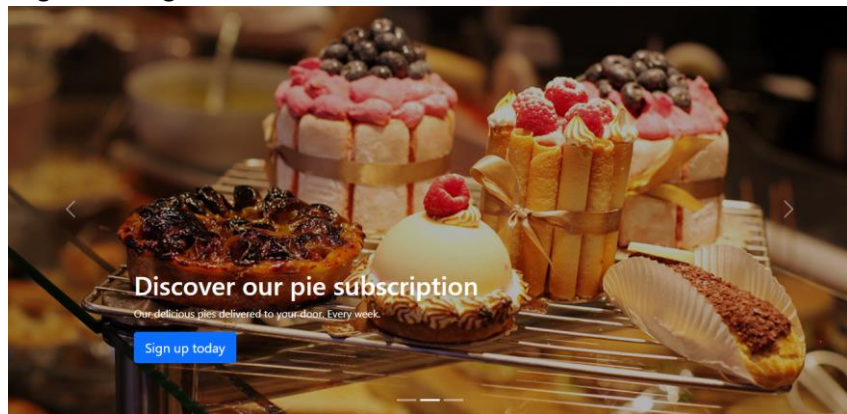 Discover our pie subscription
Our delicious pies delivered to your door. Every week.
Sign up today